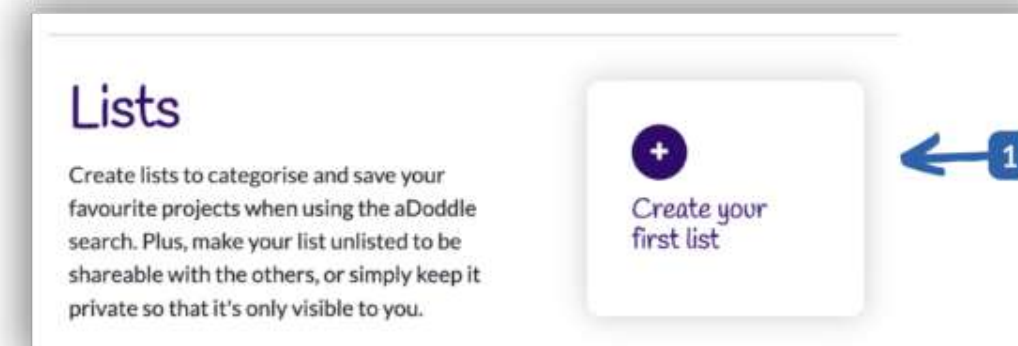 Lists
Create lists to categorise and save your
favourite projects when using the aDoddle
search. Plus, make your list unlisted to be
shareable with the others, or simply keep it
private so that it's only visible to you.
+
Create your
first list
1